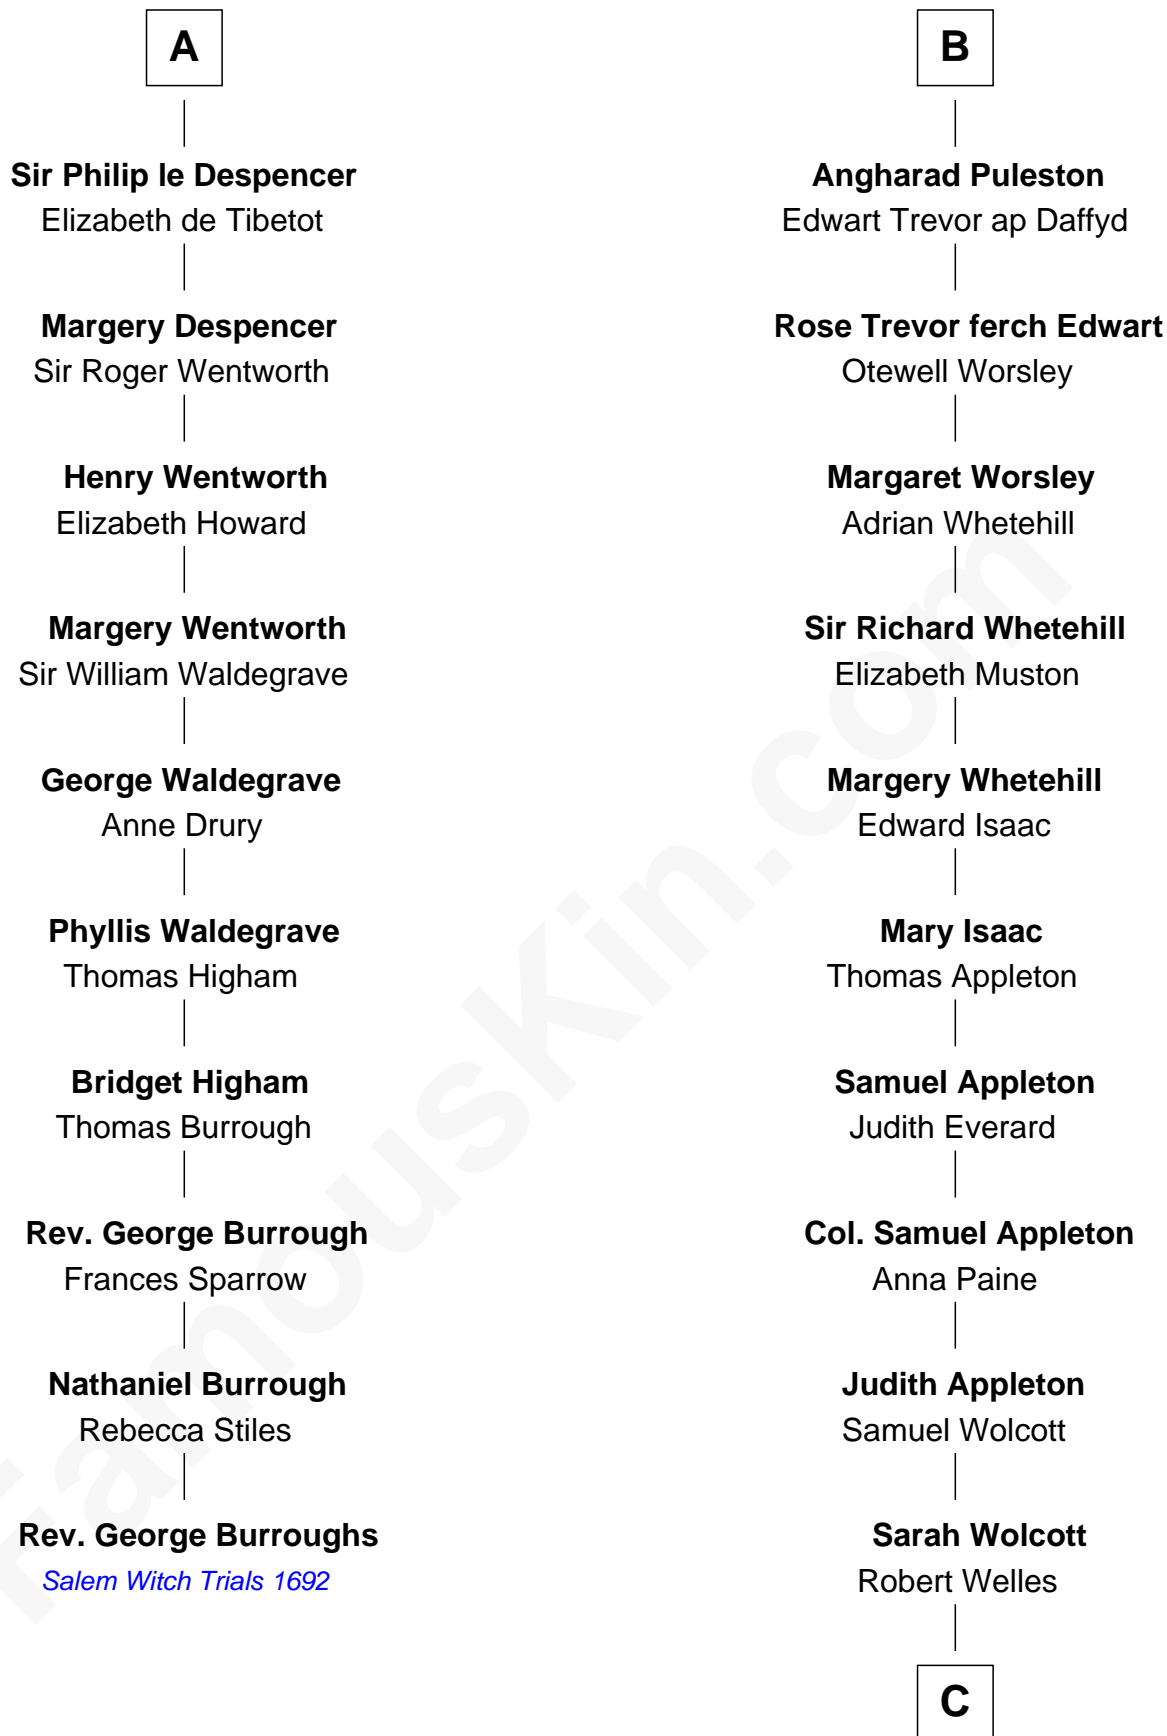 A
Sir Philip le Despencer
Elizabeth de Tibetot
Margery Despencer
Sir Roger Wentworth
Henry Wentworth
Elizabeth Howard
Margery Wentworth
Sir William Waldegrave
George Waldegrave
Anne Drury
Phyllis Waldegrave
Thomas Higham
Bridget Higham
Thomas Burrough
Rev. George Burrough
Frances Sparrow
Nathaniel Burrough
Rebecca Stiles
Rev. George Burroughs
Salem Witch Trials 1692
B
Angharad Puleston
Edwart Trevor ap Daffyd
Rose Trevor ferch Edwart
Otewell Worsley
Margaret Worsley
Adrian Whetehill
Sir Richard Whetehill
Elizabeth Muston
Margery Whetehill
Edward Isaac
Mary Isaac
Thomas Appleton
Samuel Appleton
Judith Everard
Col. Samuel Appleton
Anna Paine
Judith Appleton
Samuel Wolcott
Sarah Wolcott
Robert Welles
C
FamousKin.com